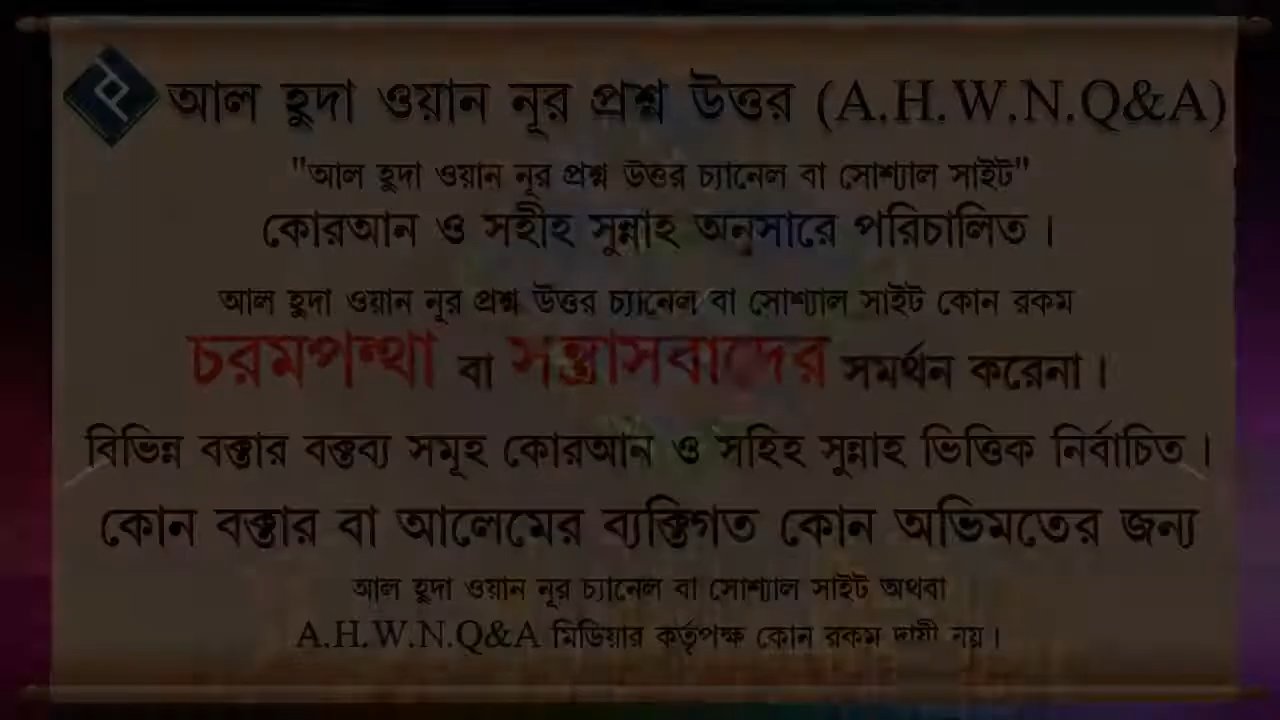 আল হুদা ওয়ান নূর প্রশ্ন উত্তর (A.H.W.N.Q&A)
"আল হুদা ওয়ান নূর প্রশ্ন উত্তর চ্যানেল বা সোশ্যাল সাইট"
কোরআন ও সহীহ সুন্নাহ অনুসারে পরিচালিত।
আল হুদা ওয়ান নূর প্রশ্ন উত্তর চ্যানেল বা সোশ্যাল সাইট কোন রকম
চরমপন্থা বা সন্ত্রাসবাদের সমর্থন করেনা।
বিভিন্ন বক্তার বক্তব্য সমূহ কোরআন ও সহিহ সুন্নাহ ভিত্তিক নির্বাচিত।
কোন বক্তার বা আলেমের ব্যক্তিগত কোন অভিমতের জন্য
আল হুদা ওয়ান নূর চ্যানেল বা সোশ্যাল সাইট অথবা
A.H.W.N.Q&A মিডিয়ার কর্তৃপক্ষ কোন রকম দায়ী নয়।